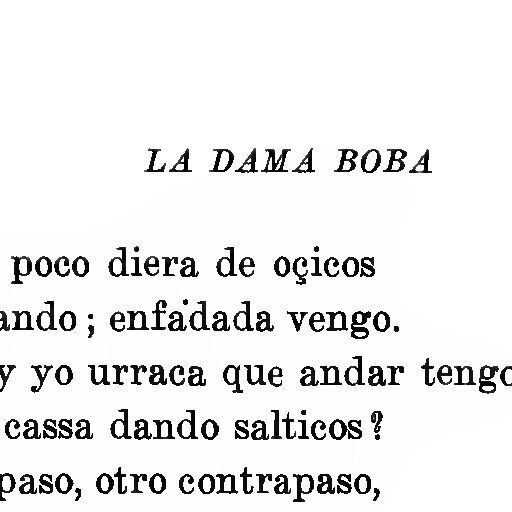 LA DAMA BOBA
poco diera de oçicos
ando; enfadada vengo.
y yo urraca que andar tengo
cassa dando salticos?
paso, otro contrapaso,